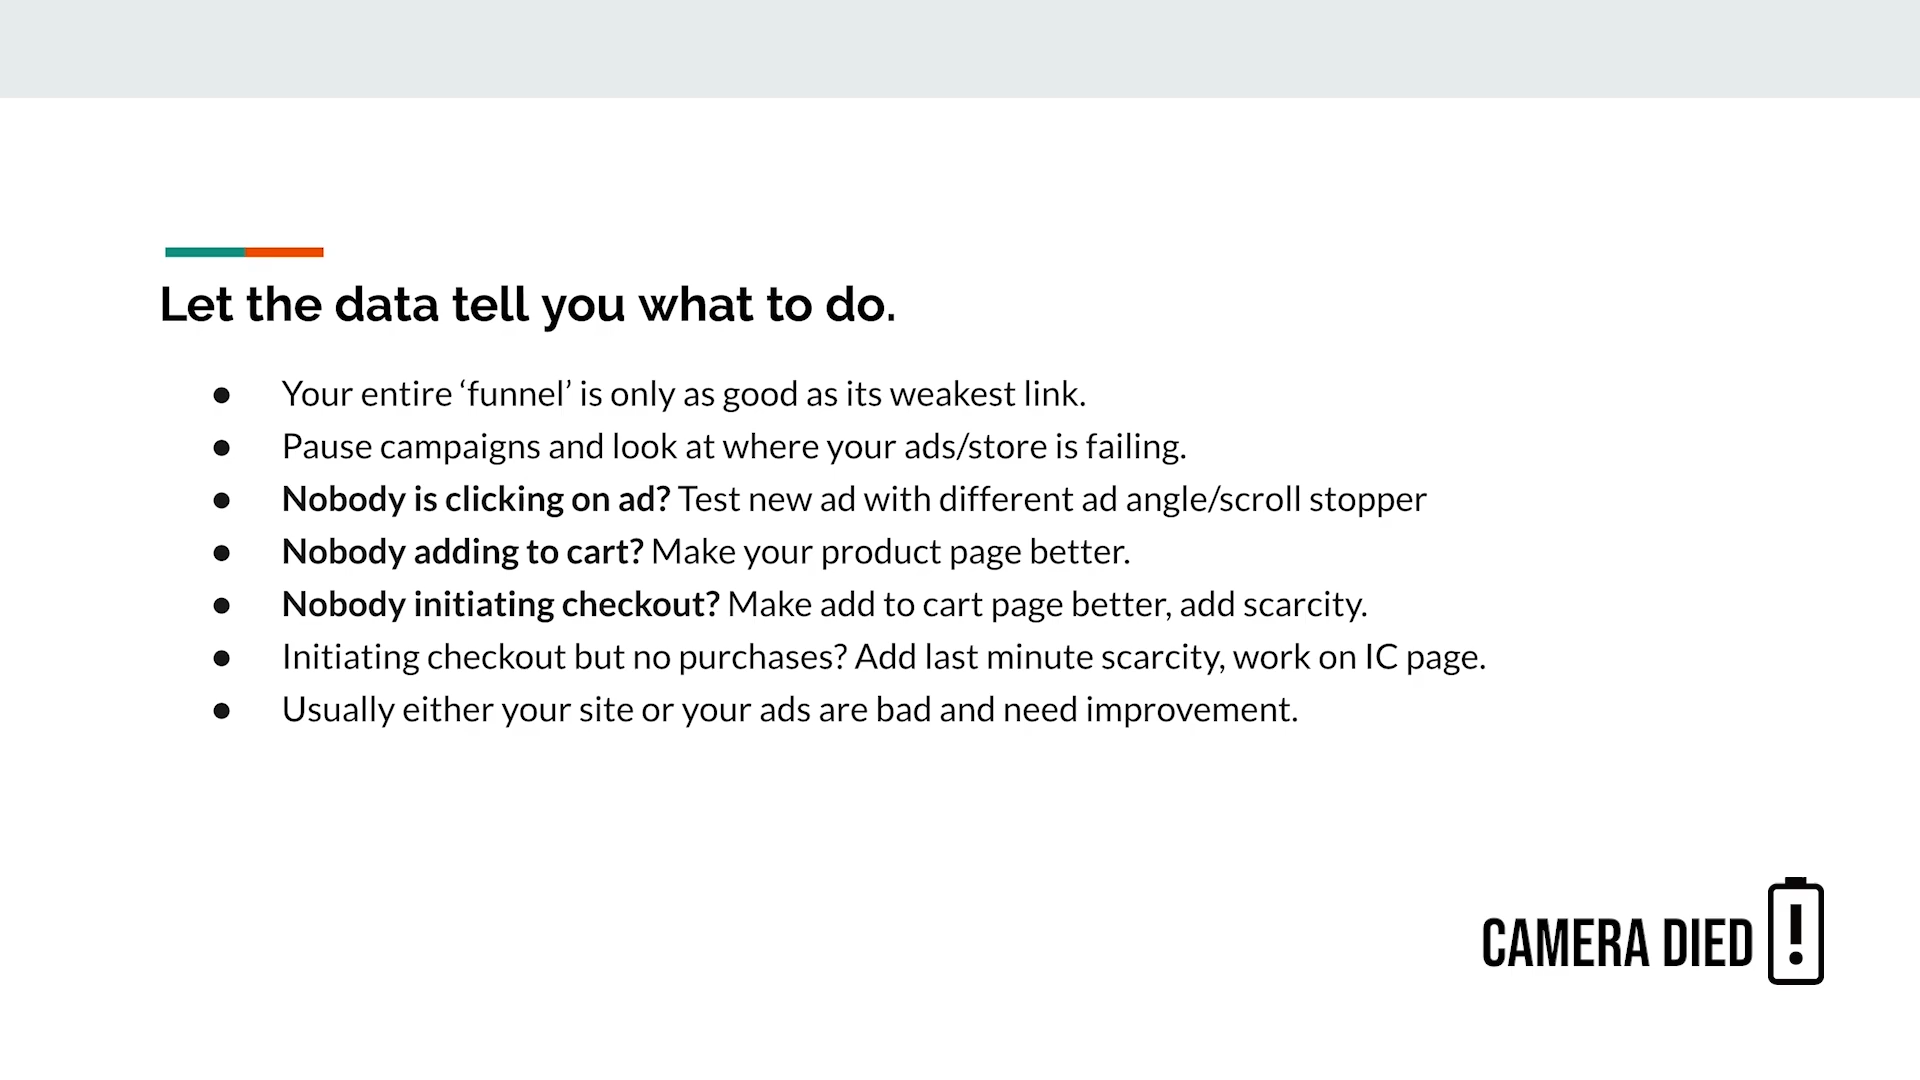 Let the data tell you what to do.
● Your entire ‘funnel’ is only as good as its weakest link.
● Pause campaigns and look at where your ads/store is failing.
● Nobody is clicking on ad? Test new ad with different ad angle/scroll stopper
● Nobody adding to cart? Make your product page better.
● Nobody initiating checkout? Make add to cart page better, add scarcity.
● Initiating checkout but no purchases? Add last minute scarcity, work on IC page.
● Usually either your site or your ads are bad and need improvement.
CAMERA DIED !